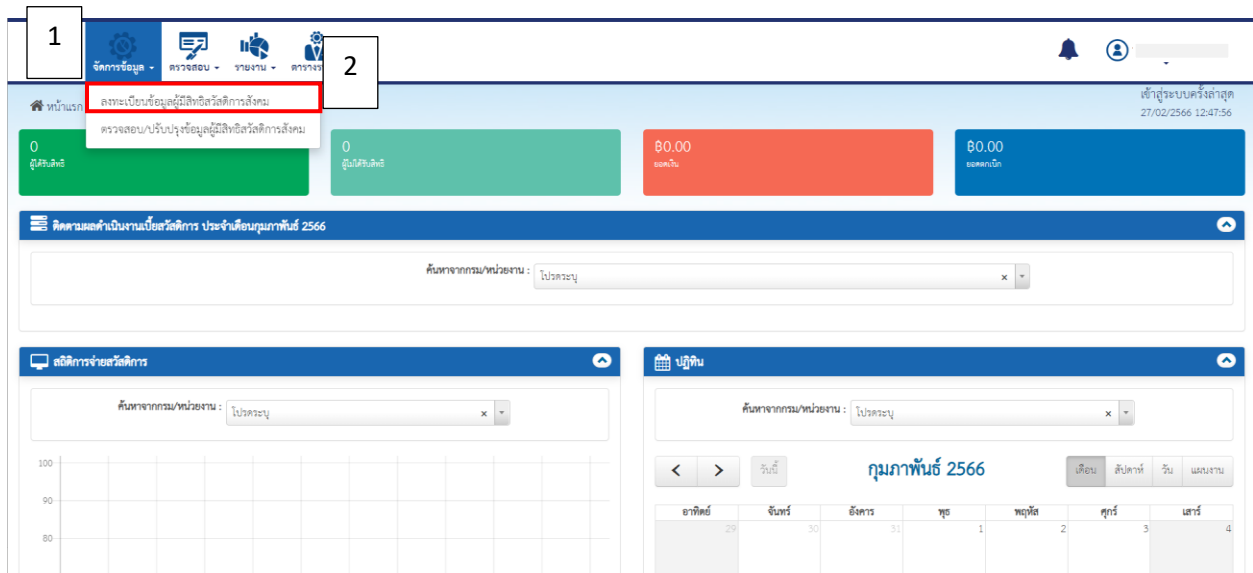 1
2
จัดการข้อมูล
ตรวจสอบ
รายงาน
หน้าแรก
ลงทะเบียนข้อมูลผู้มีสิทธิสวัสดิการสังคม
ตรวจสอบ/ปรับปรุงข้อมูลผู้มีสิทธิสวัสดิการสังคม
เข้าสู่ระบบครั้งล่าสุด
27/02/2566 12:47:56
0
ผู้ได้รับสิทธิ
0
ผู้ไม่ได้รับสิทธิ
฿0.00
ยอดเงิน
฿0.00
ยอดตกเบิก
ติดตามผลดำเนินงานเบี้ยสวัสดิการ ประจำเดือนกุมภาพันธ์ 2566
ค้นหาจากกรม/หน่วยงาน : โปรดระบุ ×
สถิติการจ่ายสวัสดิการ
ค้นหาจากกรม/หน่วยงาน : โปรดระบุ ×
100
90
80
ปฏิทิน
ค้นหาจากกรม/หน่วยงาน : โปรดระบุ ×
วันนี้ กุมภาพันธ์ 2566 เดือน สัปดาห์ วัน แผนงาน
อาทิตย์ จันทร์ อังคาร พุธ พฤหัส ศุกร์ เสาร์
29 30 31 1 2 3 4